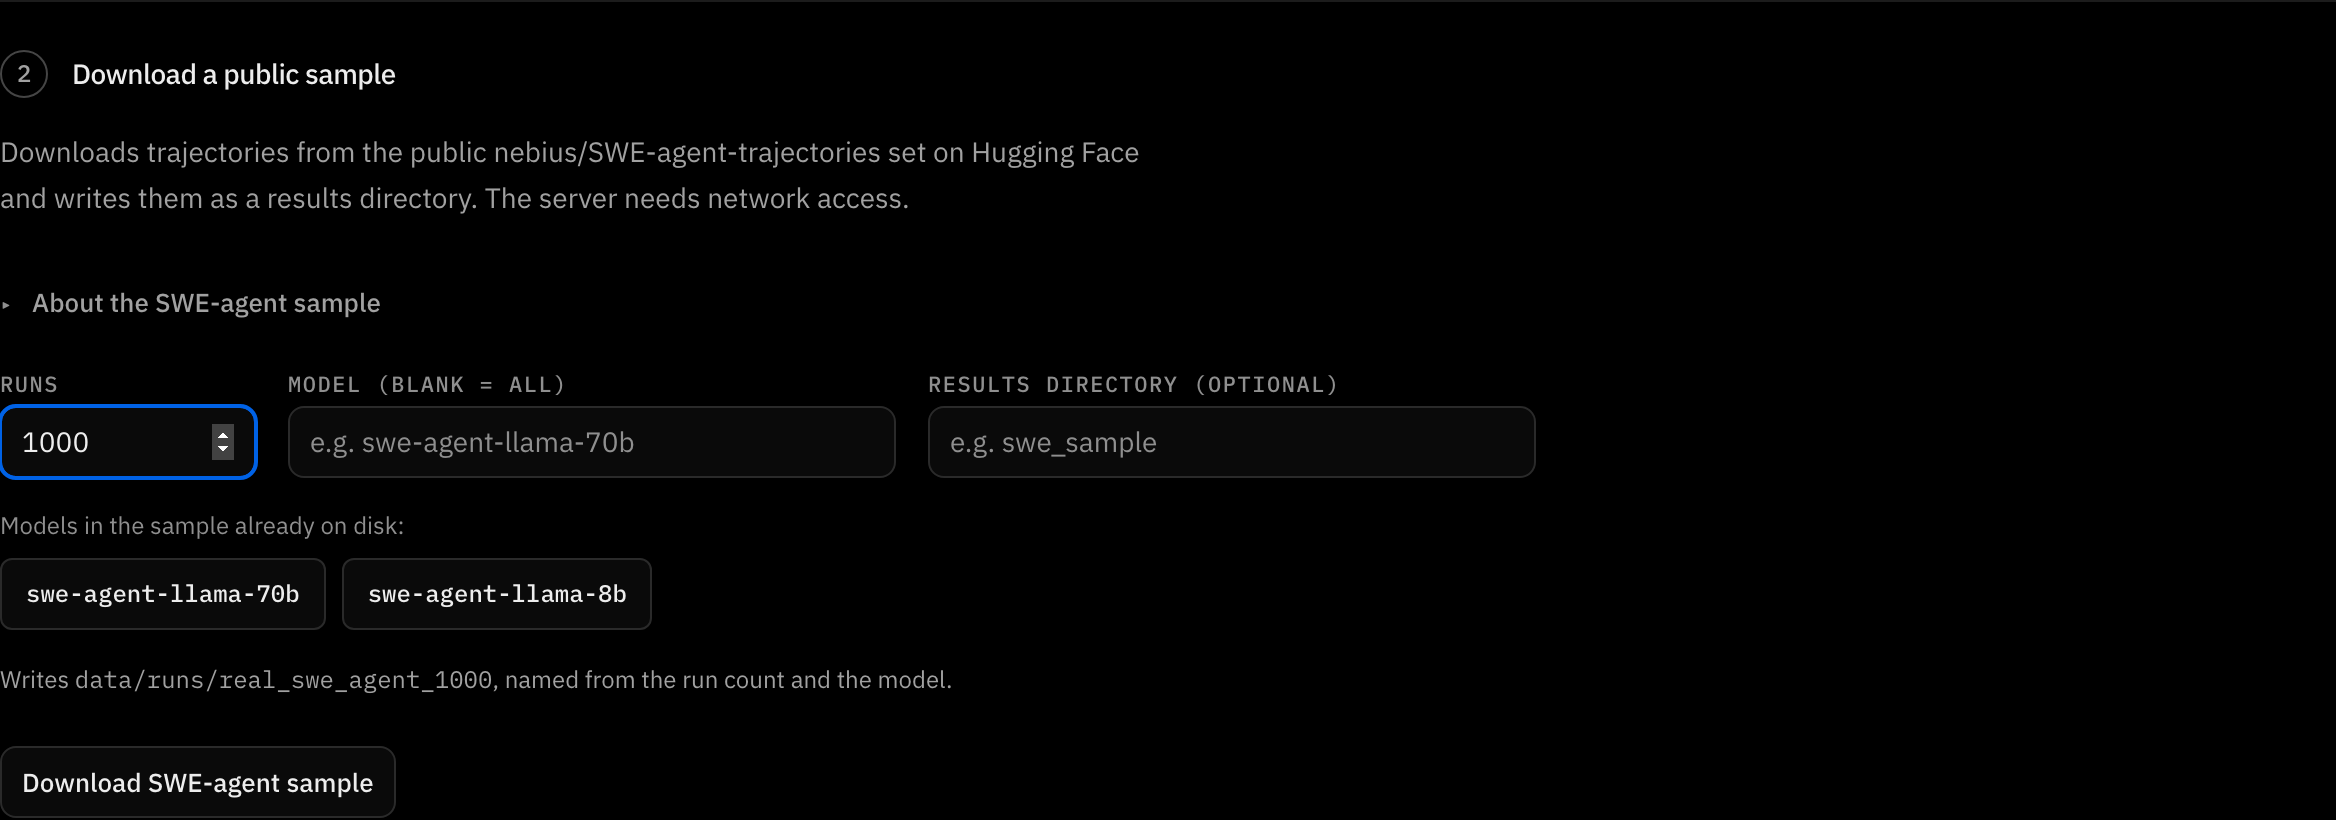 2 Download a public sample
Downloads trajectories from the public nebius/SWE-agent-trajectories set on Hugging Face
and writes them as a results directory. The server needs network access.
About the SWE-agent sample
RUNS MODEL (BLANK = ALL) RESULTS DIRECTORY (OPTIONAL)
1000 e.g. swe-agent-llama-70b e.g. swe_sample
Models in the sample already on disk:
swe-agent-llama-70b swe-agent-llama-8b
Writes data/runs/real_swe_agent_1000, named from the run count and the model.
Download SWE-agent sample